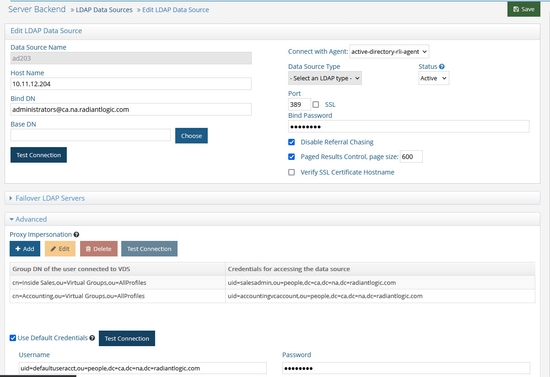 Server Backend » LDAP Data Sources » Edit LDAP Data Source
Save
Edit LDAP Data Source
Data Source Name
ad203
Host Name
10.11.12.204
Bind DN
administrators@ca.na.radiantlogic.com
Base DN
Choose
Test Connection
Connect with Agent: active-directory-rli-agent
Data Source Type
- Select an LDAP type -
Status
Active
Port
389
SSL
Bind Password
••••••••
Disable Referral Chasing
Paged Results Control, page size: 600
Verify SSL Certificate Hostname
Failover LDAP Servers
Advanced
Proxy Impersonation
Add Edit Delete Test Connection
Group DN of the user connected to VDS Credentials for accessing the data source
cn=Inside Sales,ou=Virtual Groups,ou=AllProfiles uid=salesadmin,ou=people,dc=ca,dc=na,dc=radiantlogic.com
cn=Accounting,ou=Virtual Groups,ou=AllProfiles uid=accountingvcaccount,ou=people,dc=ca,dc=na,dc=radiantlogic.com
Use Default Credentials Test Connection
Username Password
uid=defaultuseracct,ou=people,dc=ca,dc=na,dc=radiantlogic.com ••••••••